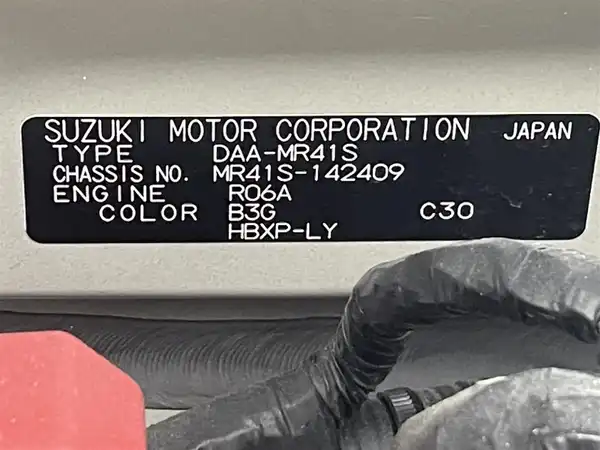 SUZUKI MOTOR CORPORATION JAPAN
TYPE DAA-MR41S
CHASSIS NO. MR41S-142409
ENGINE R06A
COLOR B3G C30
HBXP-LY